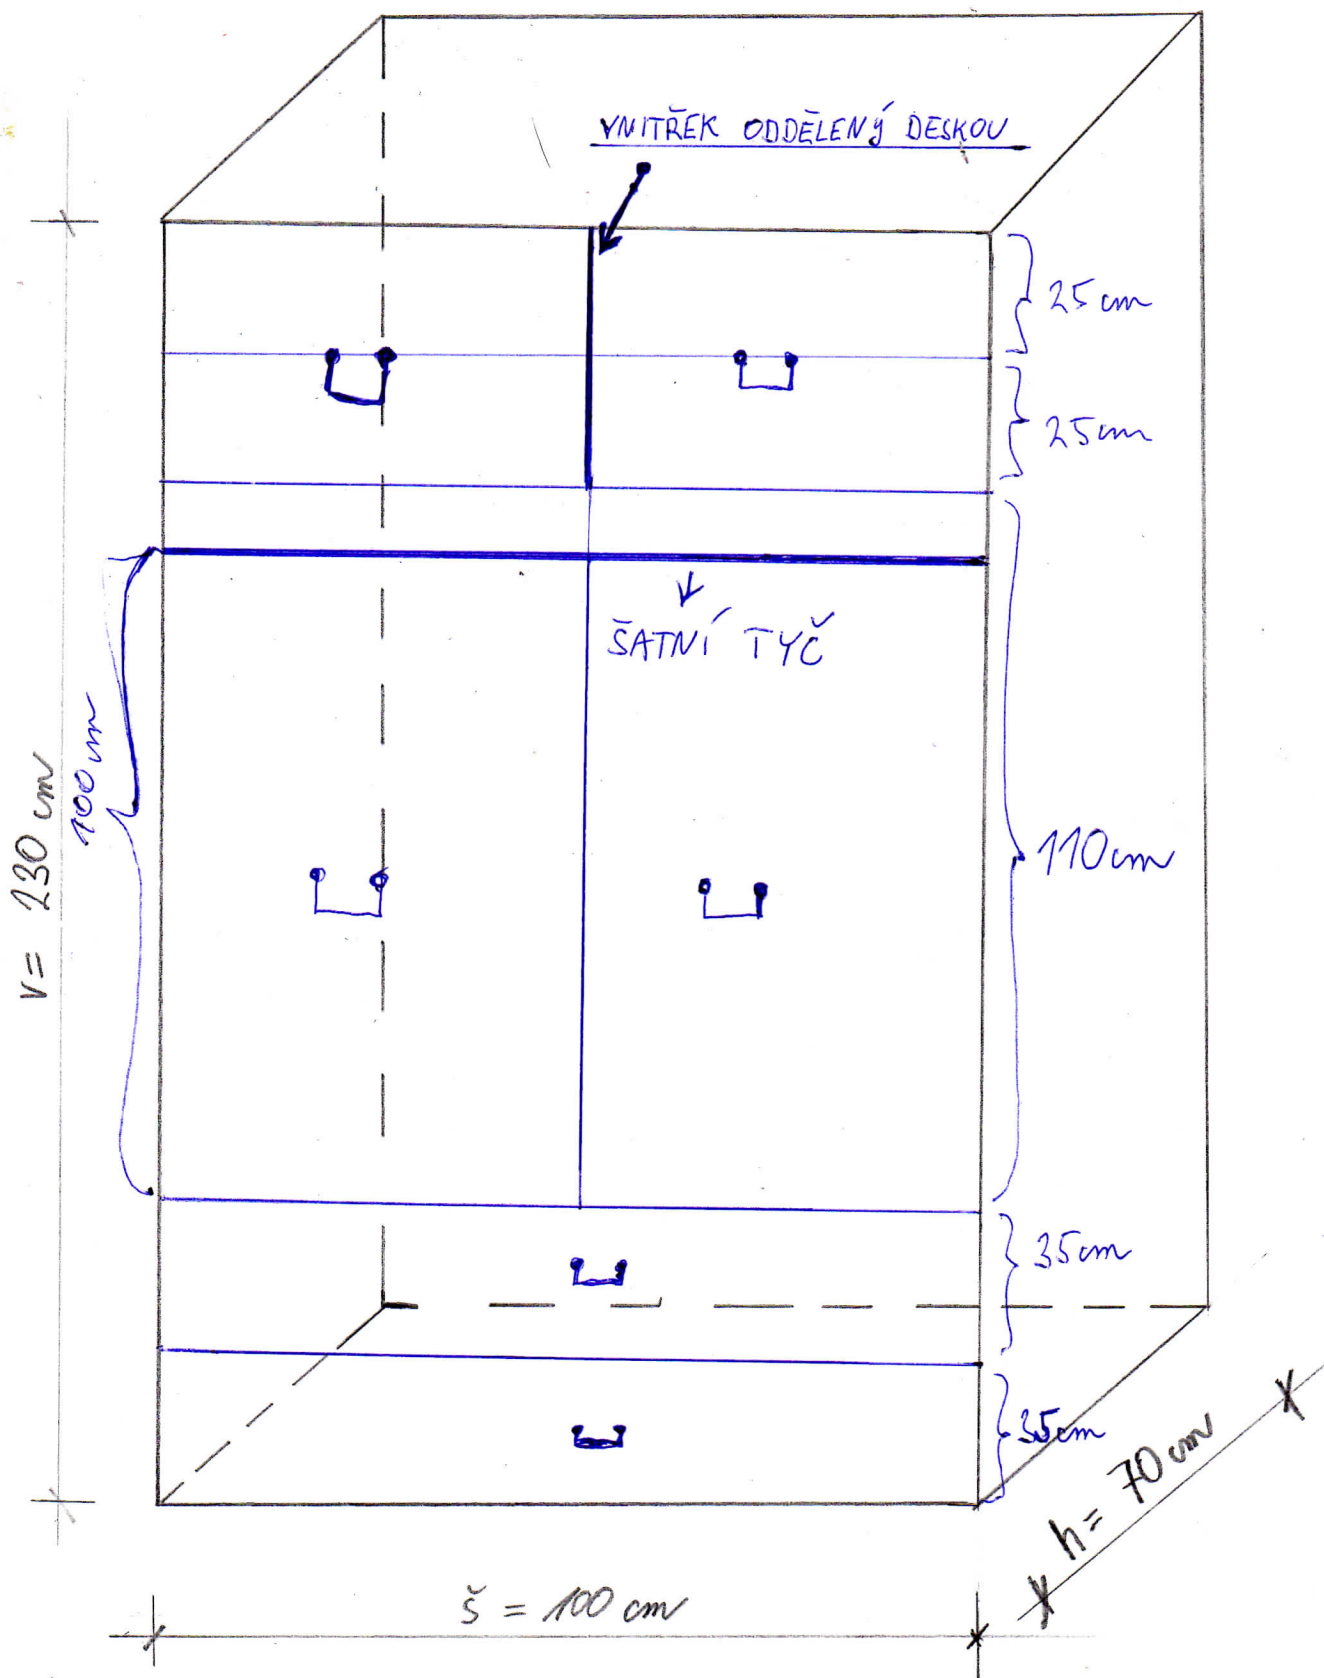 VNITŘEK ODDĚLENÝ DESKOU
25 cm
25 cm
ŠATNÍ TYČ
100 cm
v = 230 cm
110 cm
35 cm
35 cm
h = 70 cm
š = 100 cm